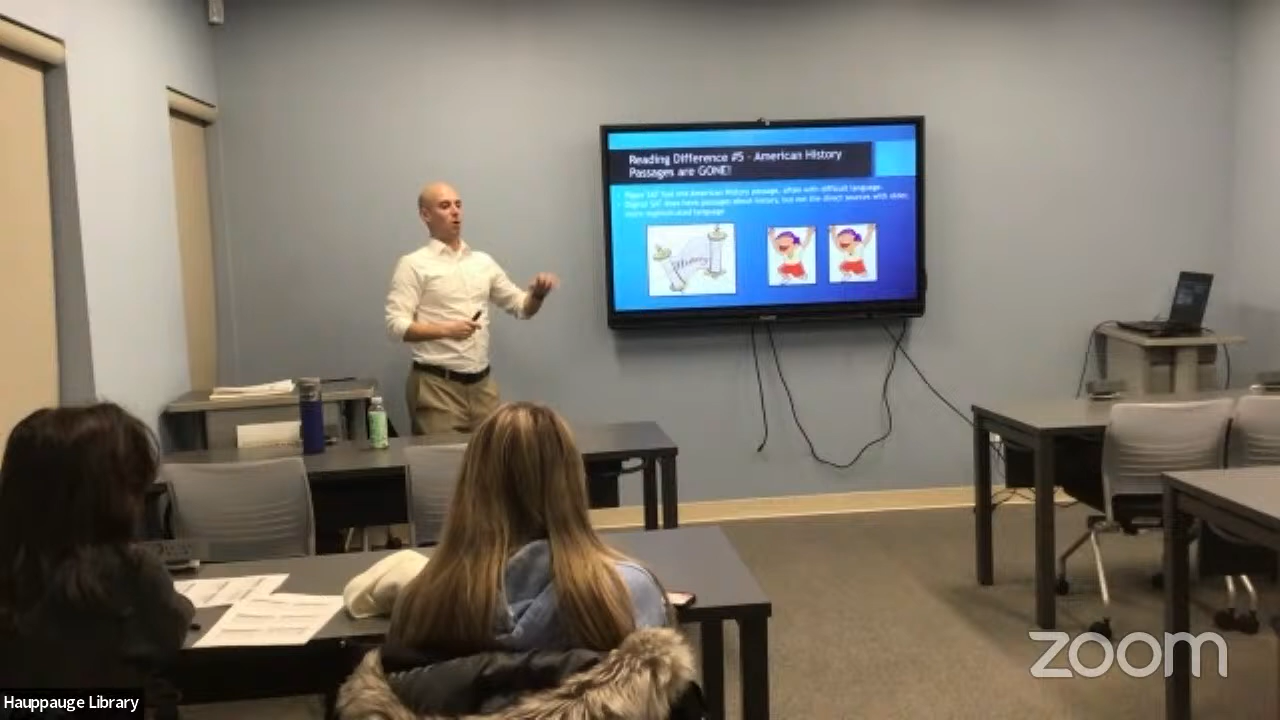 Reading Difference #5 - American History
Passages are GONE!
Paper SAT had one American History passage, often with difficult language.
Digital SAT does have passages about history, but not the direct sources with older,
more sophisticated language
History
Hauppauge Library
zoom